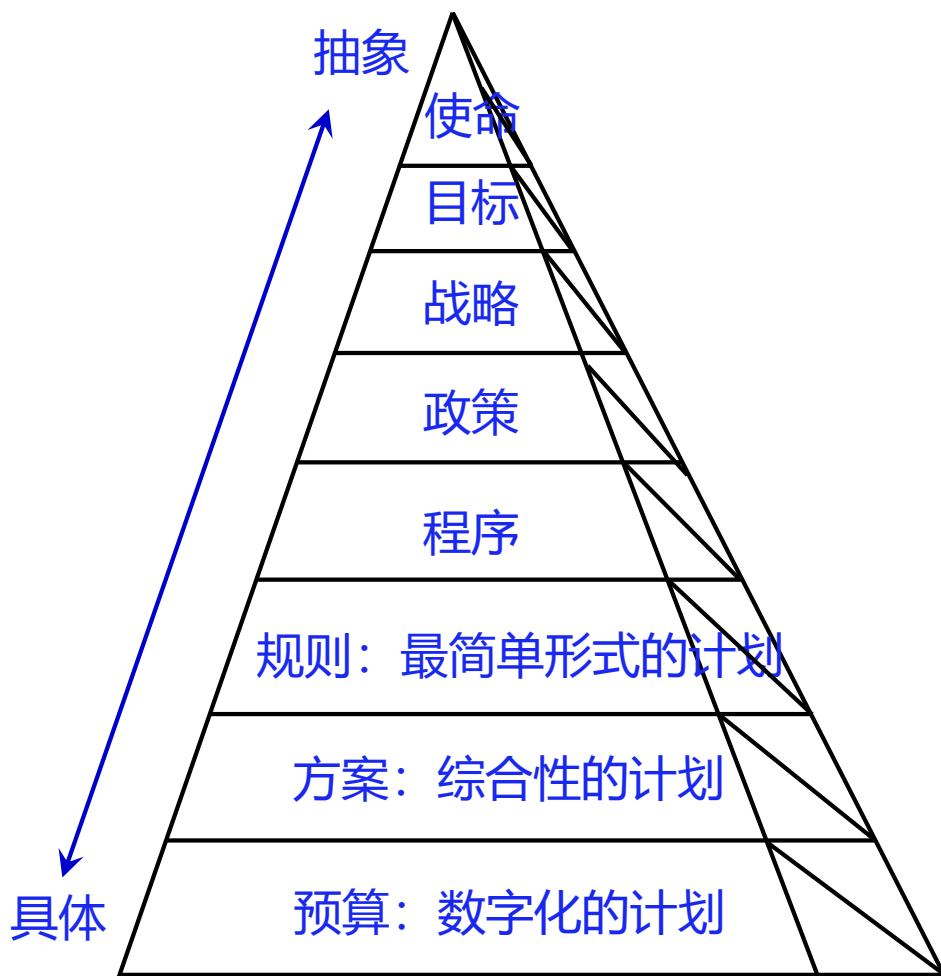 抽象
使命
目标
战略
政策
程序
规则：最简单形式的计划
方案：综合性的计划
预算：数字化的计划
具体